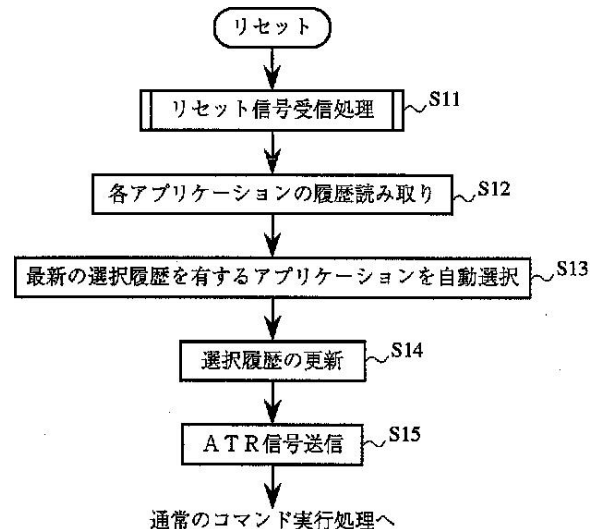 リセット
リセット信号受信処理
S11
各アプリケーションの履歴読み取り
S12
最新の選択履歴を有するアプリケーションを自動選択
S13
選択履歴の更新
S14
ATR信号送信
S15
通常のコマンド実行処理へ